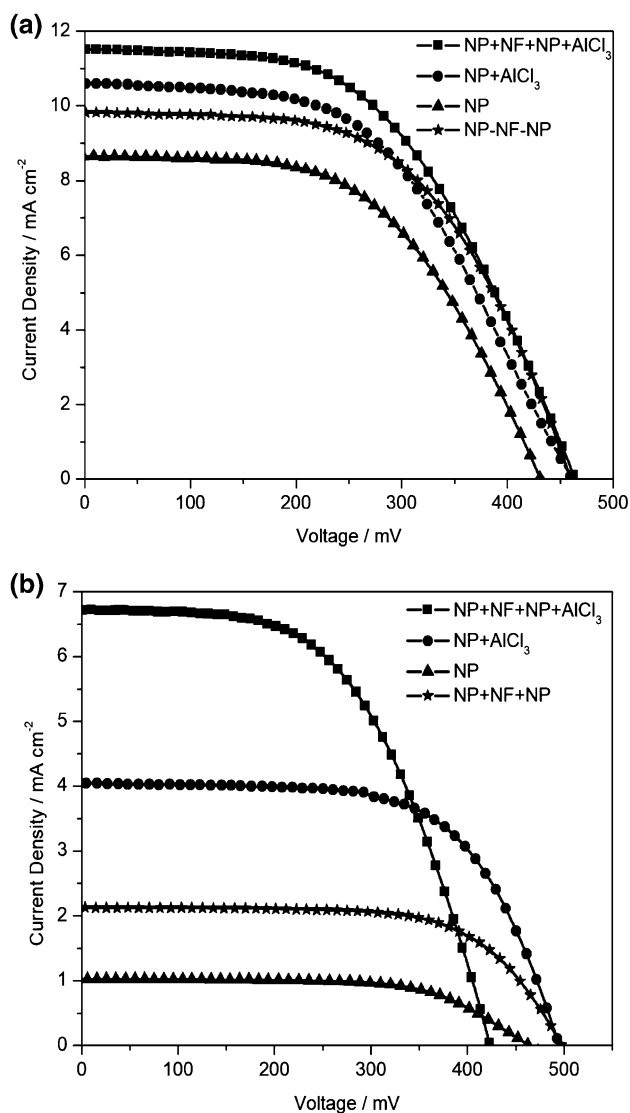 (a)
12
10
8
6
4
2
0
Current Density / mA cm⁻²
NP+NF+NP+AlCl₃
NP+AlCl₃
NP
NP-NF-NP
0 100 200 300 400 500
Voltage / mV
(b)
7
6
5
4
3
2
1
0
Current Density / mA cm⁻²
NP+NF+NP+AlCl₃
NP+AlCl₃
NP
NP+NF+NP
0 100 200 300 400 500
Voltage / mV